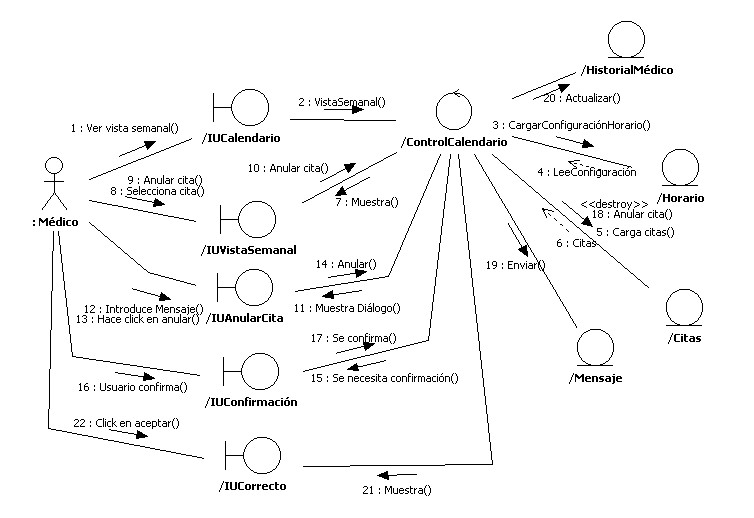 /HistorialMédico
20 : Actualizar()
2 : VistaSemanal()
1 : Ver vista semanal()
/IUCalendario
/ControlCalendario
3 : CargarConfiguraciónHorario()
10 : Anular cita()
4 : LeeConfiguración
9 : Anular cita()
8 : Selecciona cita()
/Horario
7 : Muestra()
<<destroy>>
18 : Anular cita()
: Médico
5 : Carga citas()
6 : Citas
/IUVistaSemanal
14 : Anular()
19 : Enviar()
12 : Introduce Mensaje()
11 : Muestra Diálogo()
13 : Hace click en anular()
/IUAnularCita
17 : Se confirma()
/Citas
/Mensaje
16 : Usuario confirma()
15 : Se necesita confirmación()
/IUConfirmación
22 : Click en aceptar()
/IUCorrecto
21 : Muestra()